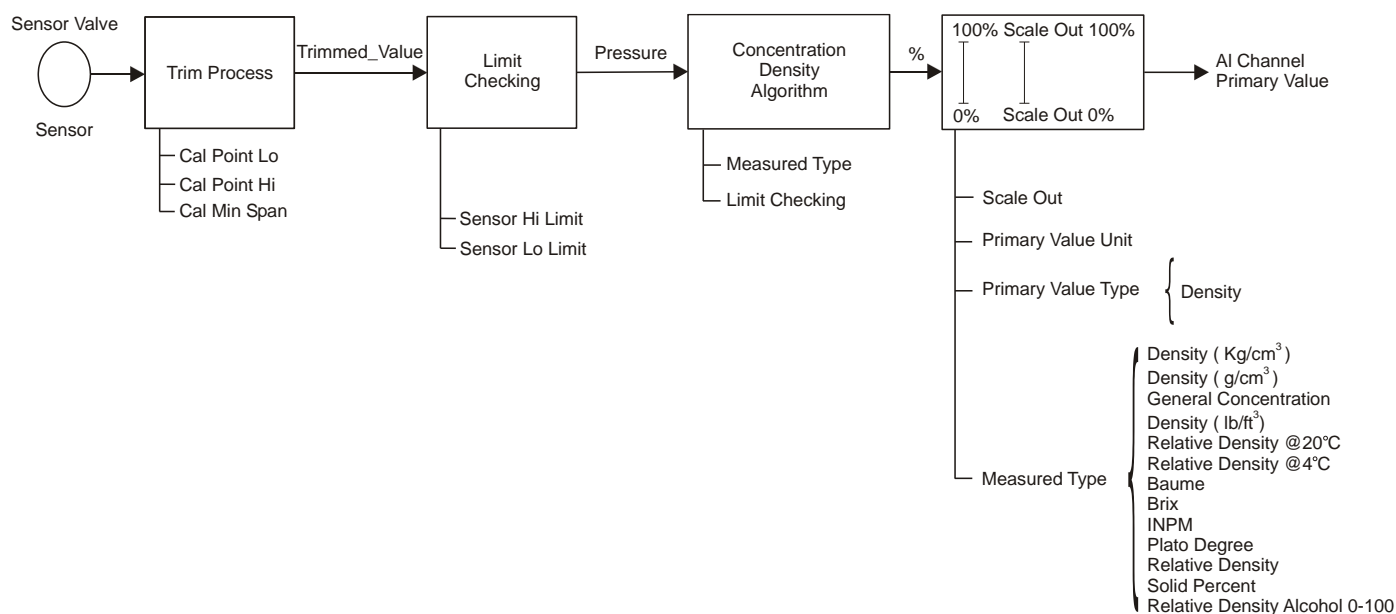 Sensor Valve
Sensor
Trim Process
Cal Point Lo
Cal Point Hi
Cal Min Span
Trimmed_Value
Limit
Checking
Sensor Hi Limit
Sensor Lo Limit
Pressure
Concentration
Density
Algorithm
Measured Type
Limit Checking
%
100% Scale Out 100%
0% Scale Out 0%
AI Channel
Primary Value
Scale Out
Primary Value Unit
Primary Value Type
Density
Measured Type
Density ( Kg/cm³ )
Density ( g/cm³ )
General Concentration
Density ( lb/ft³)
Relative Density @20°C
Relative Density @4°C
Baume
Brix
INPM
Plato Degree
Relative Density
Solid Percent
Relative Density Alcohol 0-100